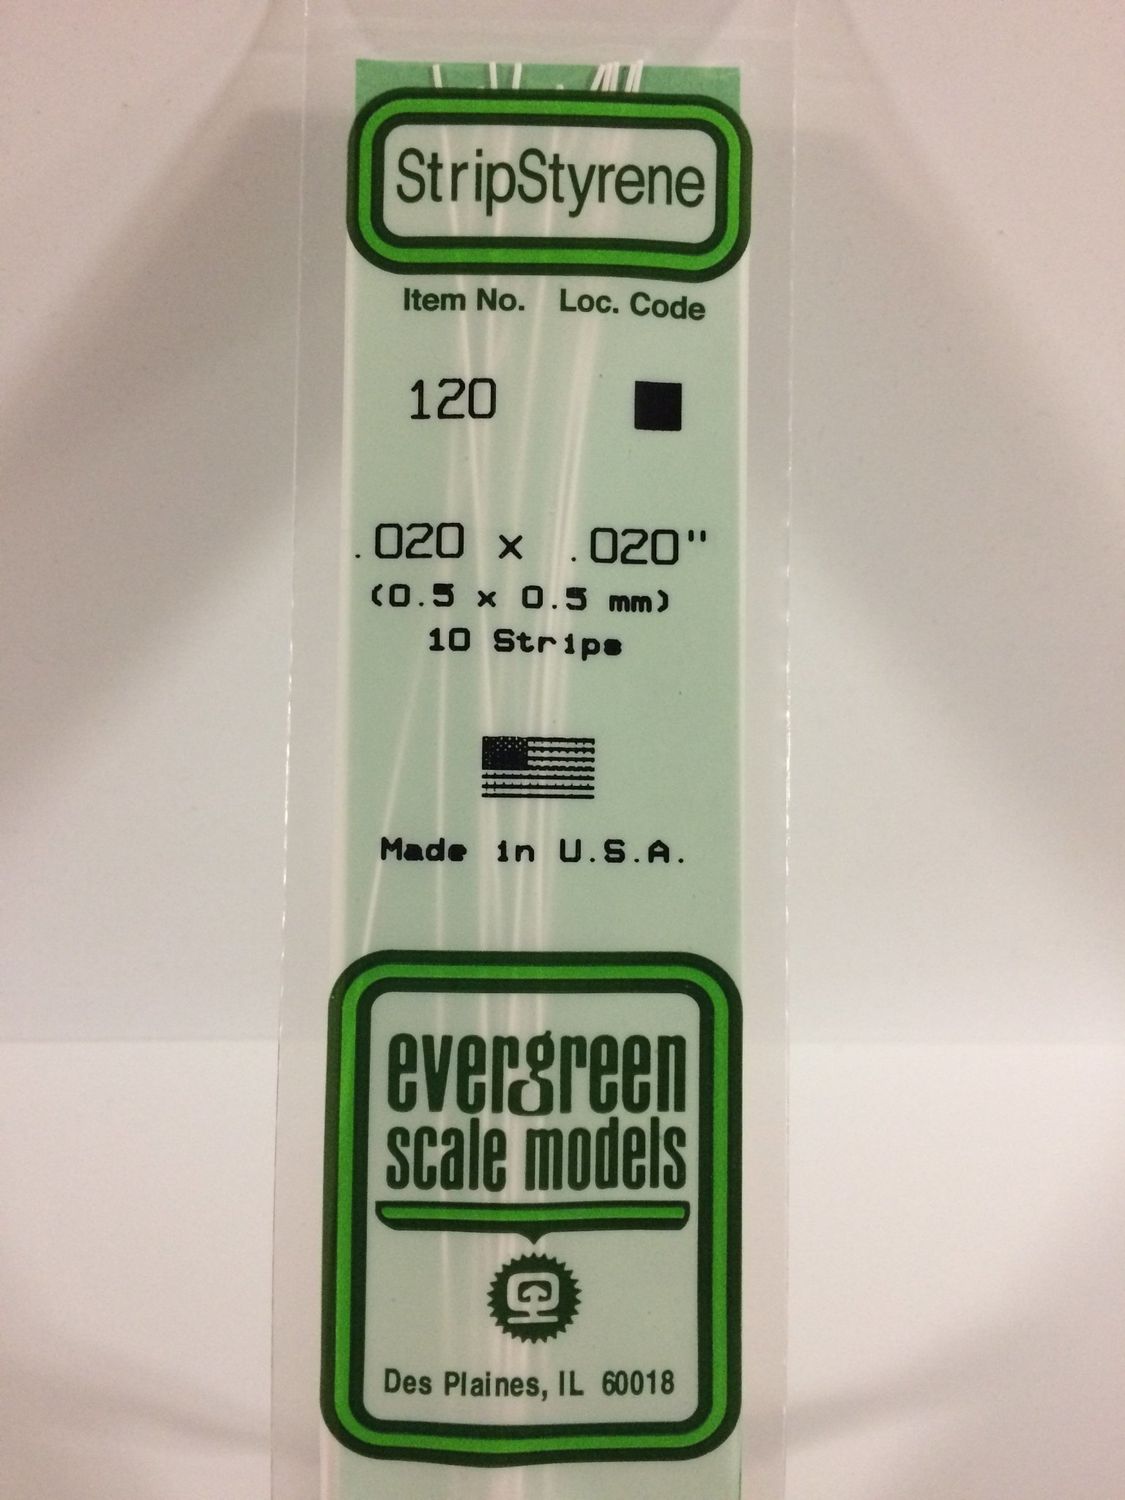 StripStyrene
Item No. Loc. Code
120
.020 x .020"
(0.5 x 0.5 mm)
10 Strips
Made in U.S.A.
evergreen
scale models
Des Plaines, IL 60018